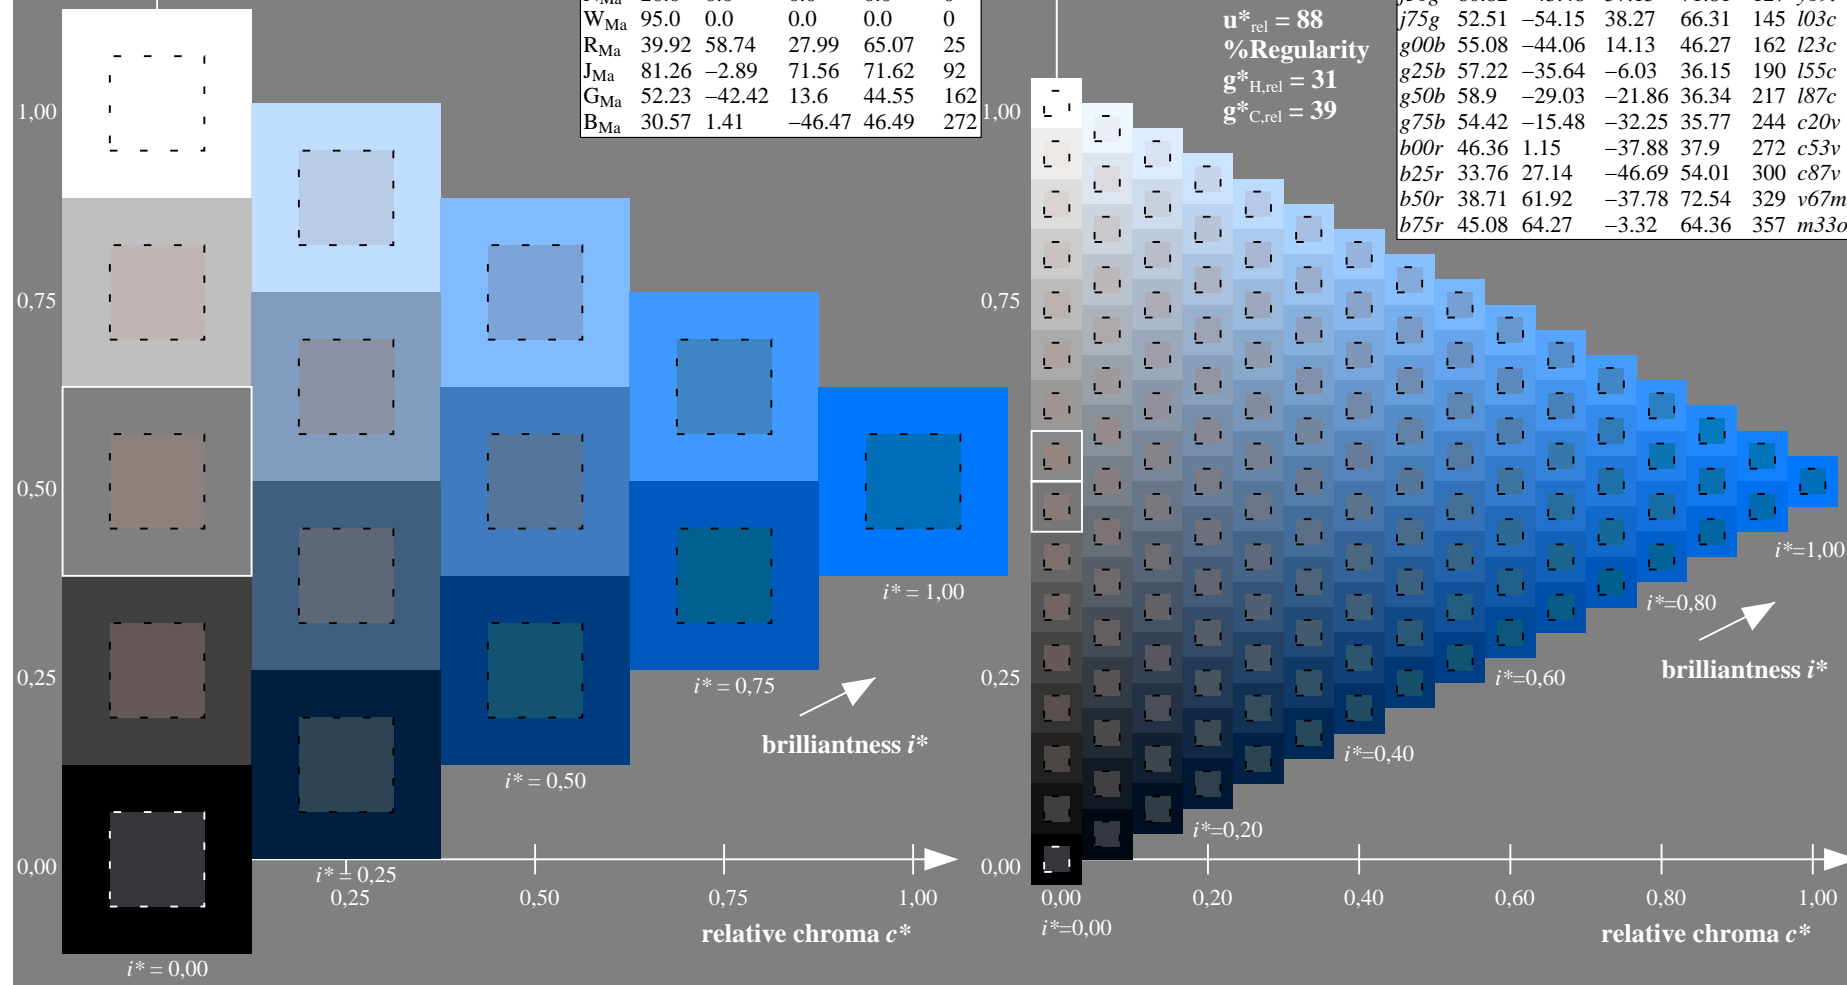 W_Ma 95.0 0.0 0.0 0.0 0
R_Ma 39.92 58.74 27.99 65.07 25
J_Ma 81.26 −2.89 71.56 71.62 92
G_Ma 52.23 −42.42 13.6 44.55 162
B_Ma 30.57 1.41 −46.47 46.49 272
u*rel = 88
%Regularity
g*H,rel = 31
g*C,rel = 39
j75g 52.51 −54.15 38.27 66.31 145 l03c
g00b 55.08 −44.06 14.13 46.27 162 l23c
g25b 57.22 −35.64 −6.03 36.15 190 l55c
g50b 58.9 −29.03 −21.86 36.34 217 l87c
g75b 54.42 −15.48 −32.25 35.77 244 c20v
b00r 46.36 1.15 −37.88 37.9 272 c53v
b25r 33.76 27.14 −46.69 54.01 300 c87v
b50r 38.71 61.92 −37.78 72.54 329 v67m
b75r 45.08 64.27 −3.32 64.36 357 m33o
1,00
0,75
0,50
0,25
0,00
i* = 1,00
i* = 0,75
brilliantness i*
i* = 0,50
i* = 0,25
0,25 0,50 0,75 1,00
relative chroma c*
i* = 0,00
1,00
0,75
0,25
0,00
i*=1,00
i*=0,80
brilliantness i*
i*=0,60
i*=0,40
i*=0,20
0,00 0,20 0,40 0,60 0,80 1,00
i*=0,00
relative chroma c*